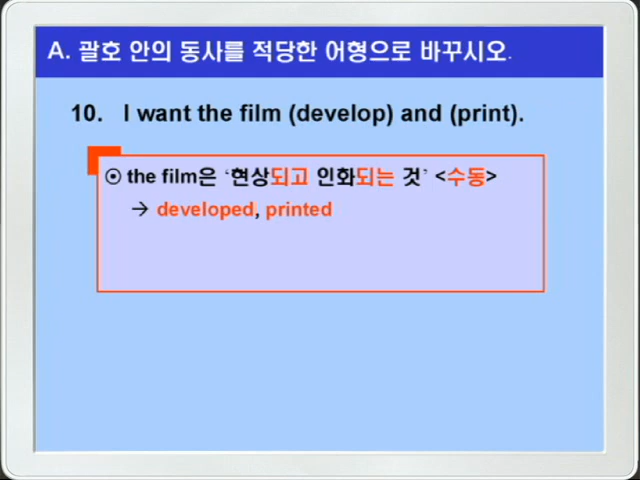 A. 괄호 안의 동사를 적당한 어형으로 바꾸시오.
10. I want the film (develop) and (print).
⊙ the film은 ‘현상되고 인화되는 것’ <수동>
→ developed, printed